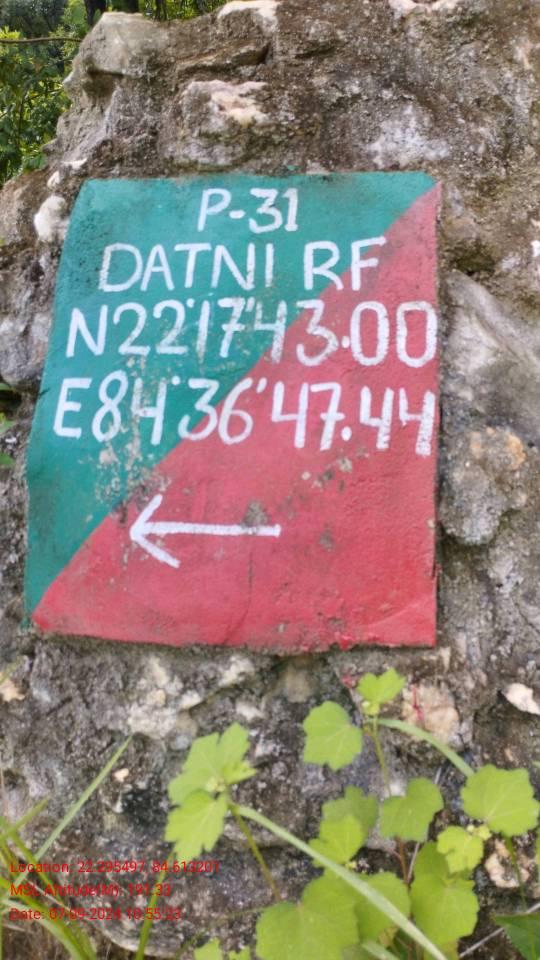 P-31
DATNI RF
N22°17'43.00
E84°36'47.44
Location: 22.295497, 84.613201
MSL Altitude(M): 191.33
Date: 07-09-2024 10:55:23